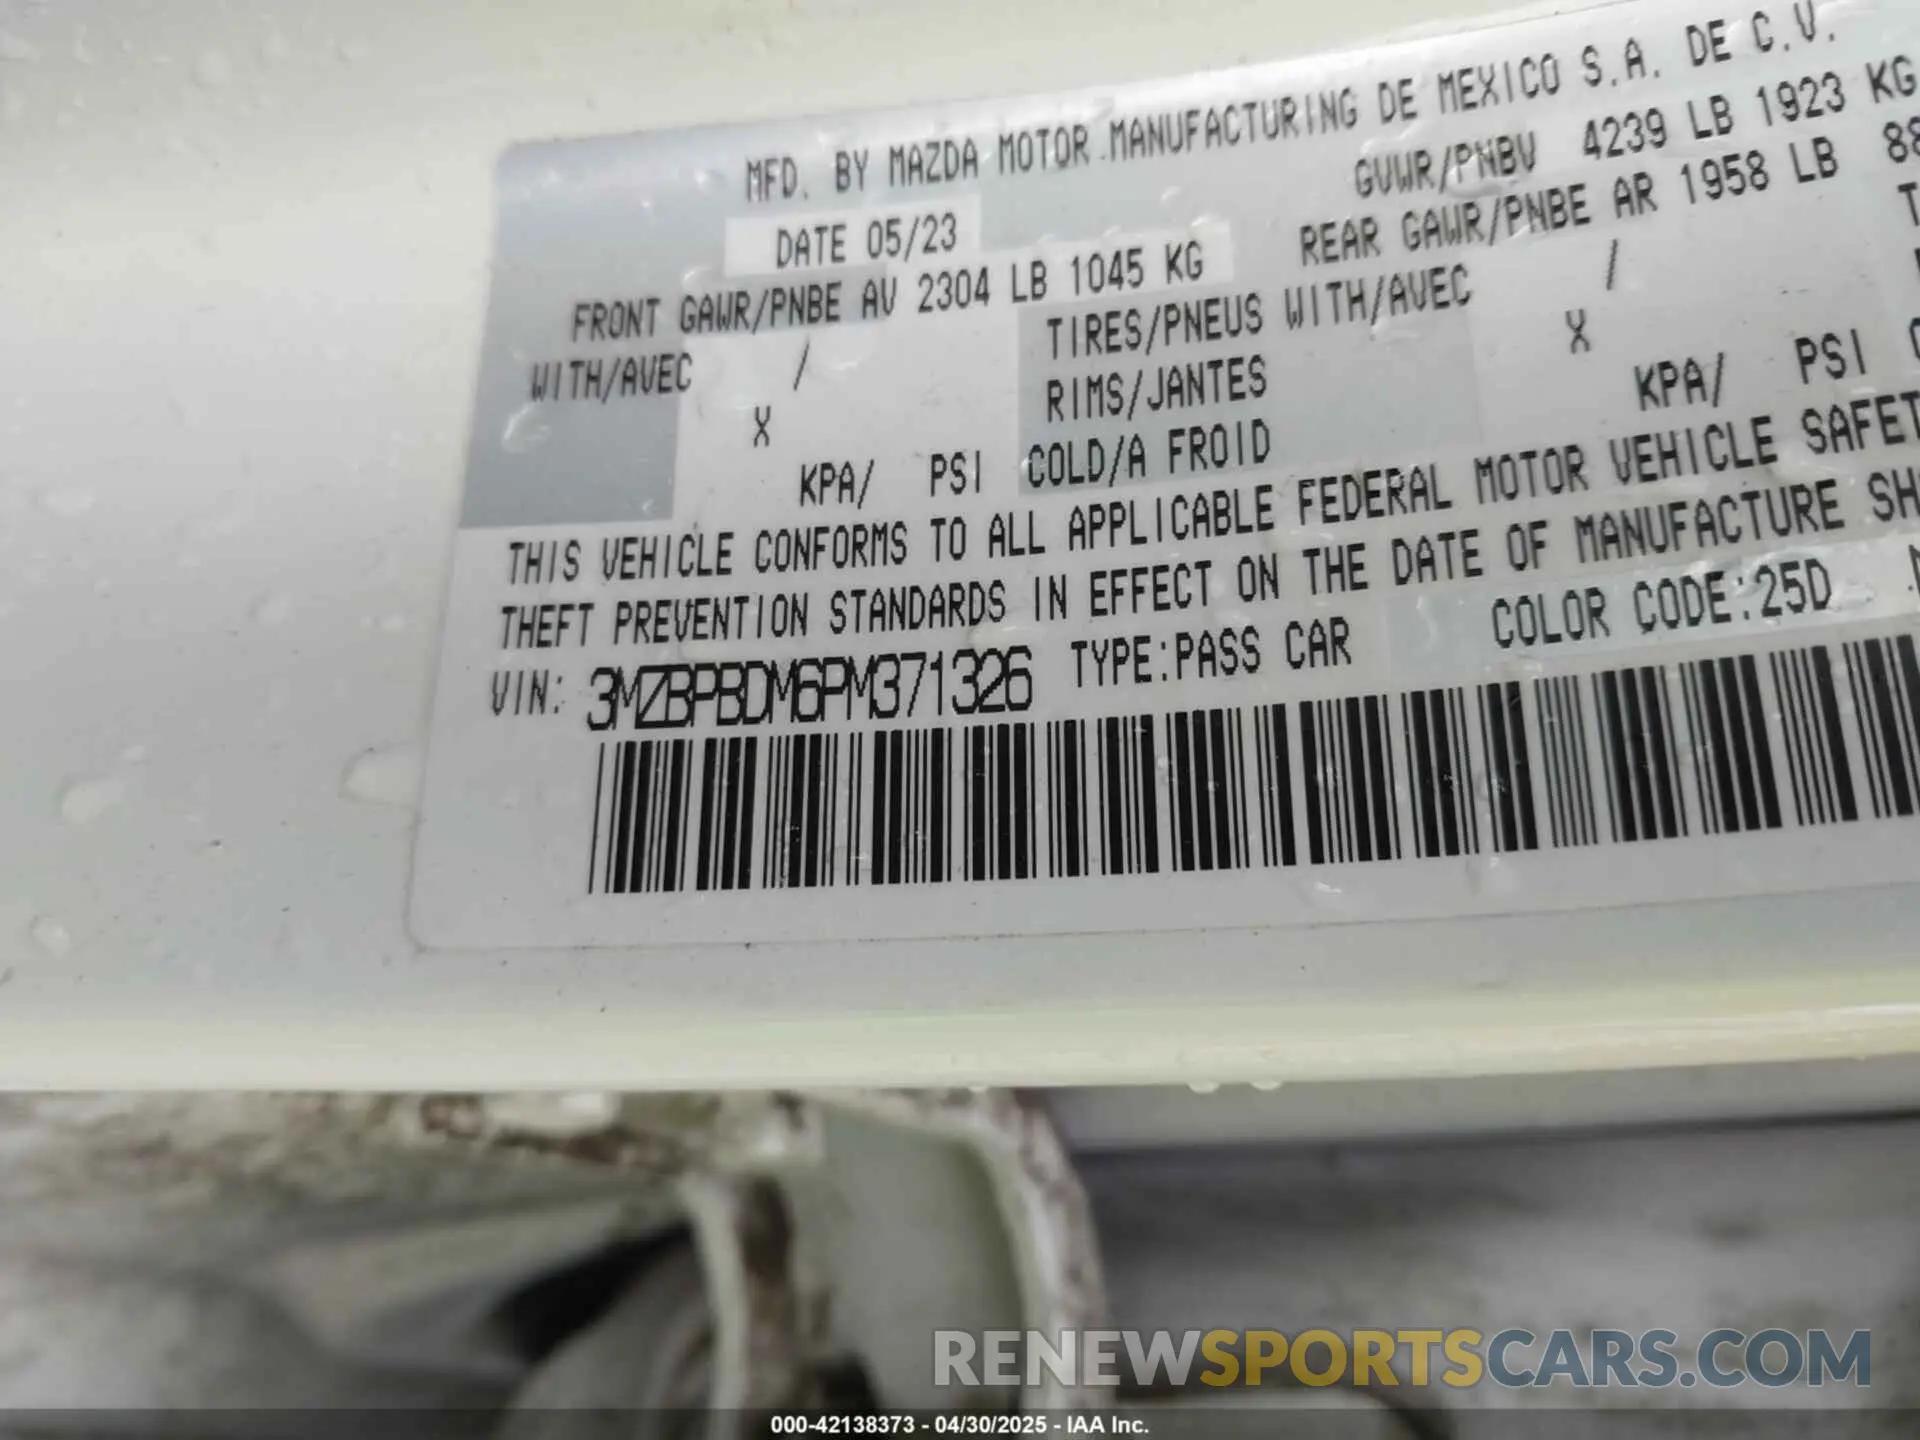 MFD. BY MAZDA MOTOR MANUFACTURING DE MEXICO S.A. DE C.V.
DATE 05/23 GVWR/PNBV 4239 LB 1923 KG
FRONT GAWR/PNBE AV 2304 LB 1045 KG REAR GAWR/PNBE AR 1958 LB 88
WITH/AVEC / TIRES/PNEUS WITH/AVEC /
X RIMS/JANTES X
KPA/ PSI COLD/A FROID KPA/ PSI
THIS VEHICLE CONFORMS TO ALL APPLICABLE FEDERAL MOTOR VEHICLE SAFET
THEFT PREVENTION STANDARDS IN EFFECT ON THE DATE OF MANUFACTURE SH
VIN: 3MZBPBDM6PM371326 TYPE:PASS CAR COLOR CODE:25D
RENEWSPORTSCARS.COM
000-42138373 - 04/30/2025 - IAA Inc.